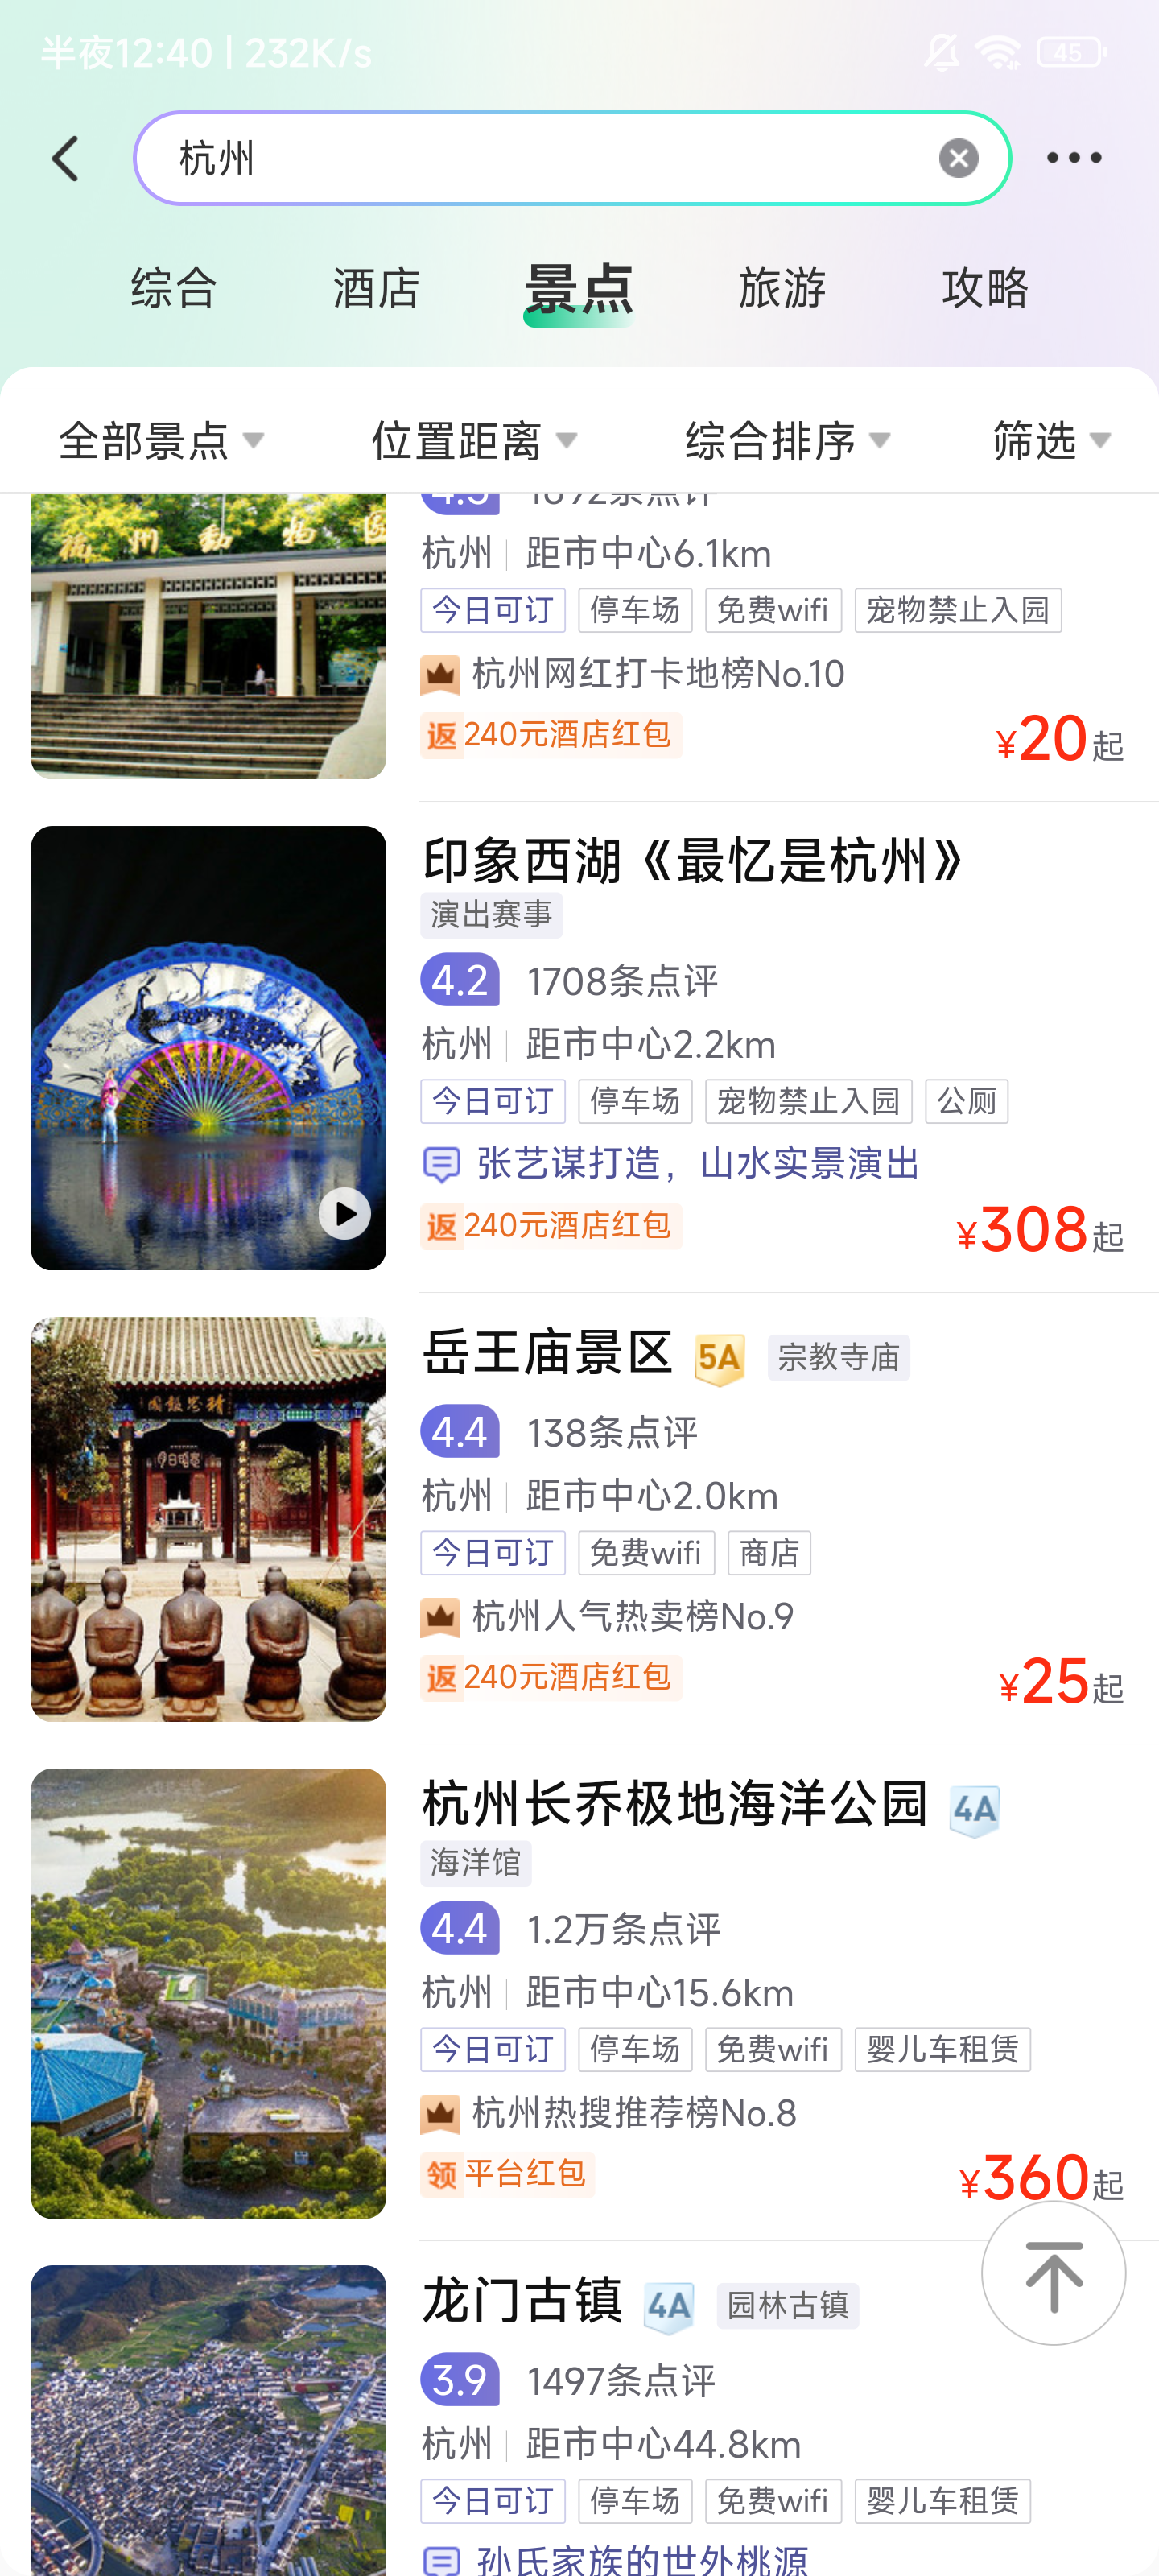 半夜12:40 | 232K/s
45
杭州
综合 酒店 景点 旅游 攻略
全部景点 位置距离 综合排序 筛选
杭州动物园
杭州 距市中心6.1km
今日可订 停车场 免费wifi 宠物禁止入园
杭州网红打卡地榜No.10
返 240元酒店红包
¥20起
印象西湖《最忆是杭州》
演出赛事
4.2 1708条点评
杭州 距市中心2.2km
今日可订 停车场 宠物禁止入园 公厕
张艺谋打造，山水实景演出
返 240元酒店红包
¥308起
岳王庙景区 5A 宗教寺庙
4.4 138条点评
杭州 距市中心2.0km
今日可订 免费wifi 商店
杭州人气热卖榜No.9
返 240元酒店红包
¥25起
杭州长乔极地海洋公园 4A
海洋馆
4.4 1.2万条点评
杭州 距市中心15.6km
今日可订 停车场 免费wifi 婴儿车租赁
杭州热搜推荐榜No.8
领 平台红包
¥360起
龙门古镇 4A 园林古镇
3.9 1497条点评
杭州 距市中心44.8km
今日可订 停车场 免费wifi 婴儿车租赁
孙氏家族的世外桃源